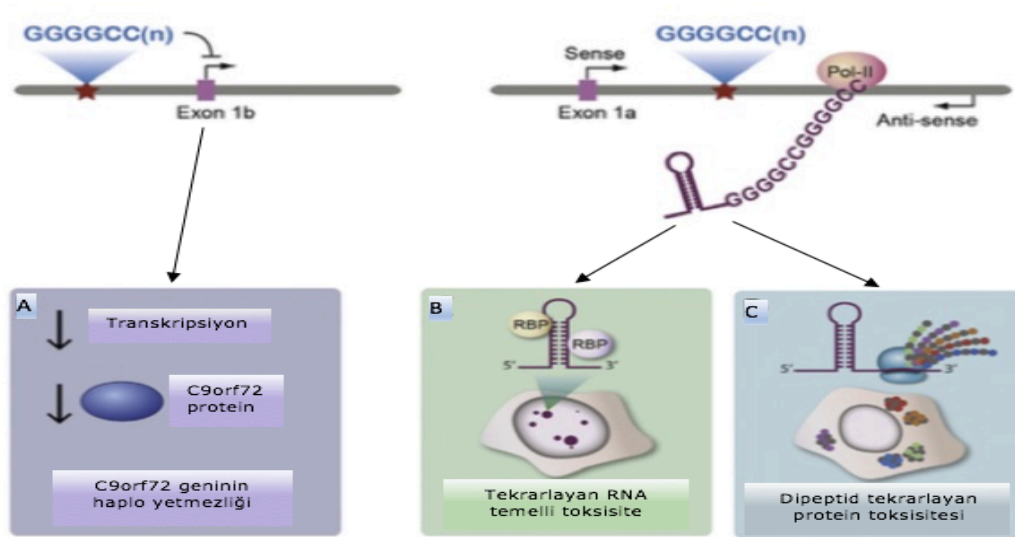 GGGGCC(n)
Exon 1b
Sense
GGGGCC(n)
Pol-II
Exon 1a
Anti-sense
GGGGCCGGGGCC
A
Transkripsiyon
C9orf72
protein
C9orf72 geninin
haplo yetmezliği
B
RBP
RBP
5’
3’
Tekrarlayan RNA
temelli toksisite
C
5’
3’
Dipeptid tekrarlayan
protein toksisitesi